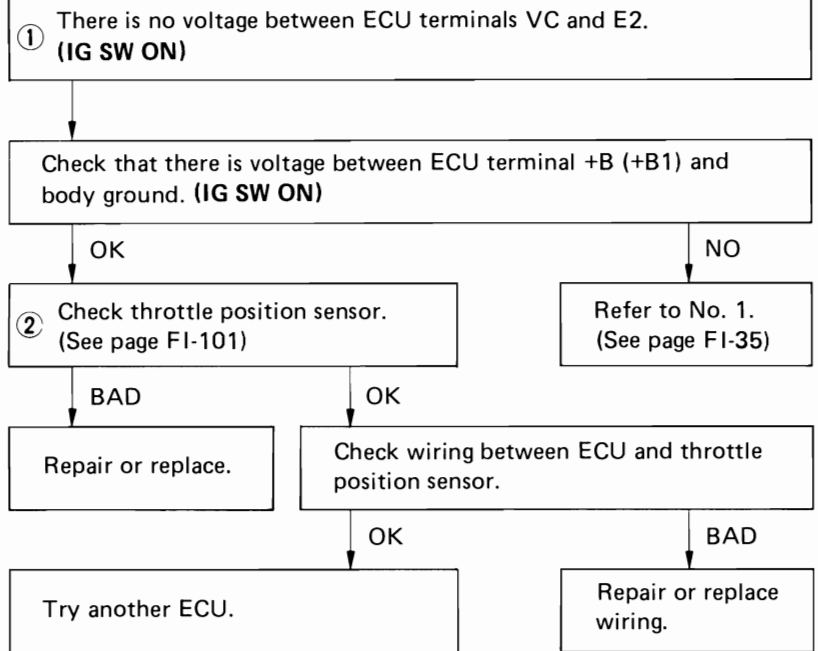 ① There is no voltage between ECU terminals VC and E2.
(IG SW ON)
Check that there is voltage between ECU terminal +B (+B1) and
body ground. (IG SW ON)
OK
NO
② Check throttle position sensor.
(See page FI-101)
Refer to No. 1.
(See page FI-35)
BAD
OK
Repair or replace.
Check wiring between ECU and throttle
position sensor.
OK
BAD
Try another ECU.
Repair or replace
wiring.